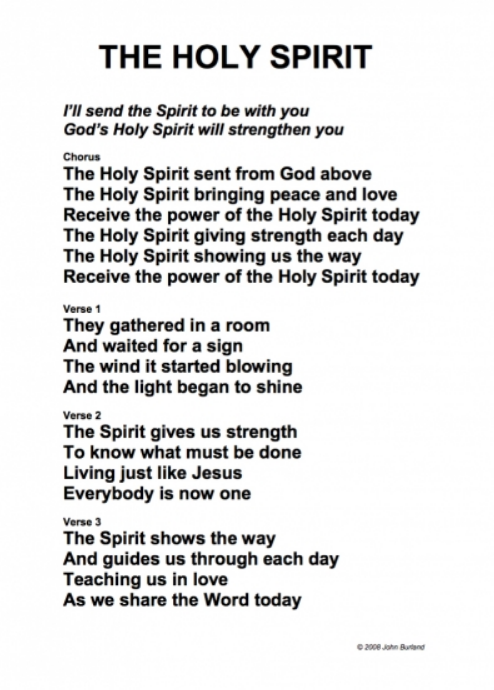 THE HOLY SPIRIT
I'll send the Spirit to be with you
God's Holy Spirit will strengthen you
Chorus
The Holy Spirit sent from God above
The Holy Spirit bringing peace and love
Receive the power of the Holy Spirit today
The Holy Spirit giving strength each day
The Holy Spirit showing us the way
Receive the power of the Holy Spirit today
Verse 1
They gathered in a room
And waited for a sign
The wind it started blowing
And the light began to shine
Verse 2
The Spirit gives us strength
To know what must be done
Living just like Jesus
Everybody is now one
Verse 3
The Spirit shows the way
And guides us through each day
Teaching us in love
As we share the Word today
© 2008 John Burland